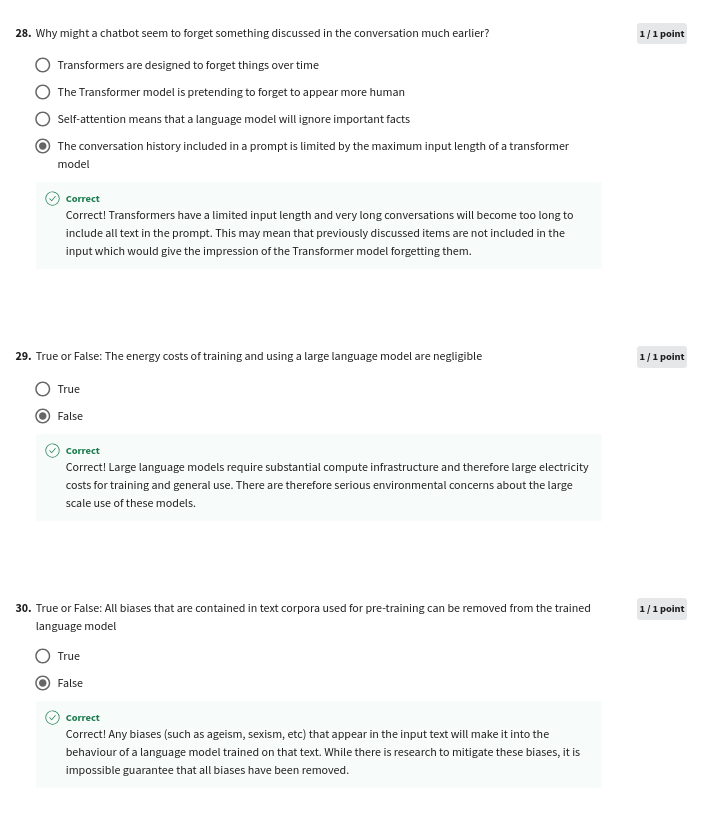 28. Why might a chatbot seem to forget something discussed in the conversation much earlier?
1 / 1 point
Transformers are designed to forget things over time
The Transformer model is pretending to forget to appear more human
Self-attention means that a language model will ignore important facts
The conversation history included in a prompt is limited by the maximum input length of a transformer
model
Correct
Correct! Transformers have a limited input length and very long conversations will become too long to
include all text in the prompt. This may mean that previously discussed items are not included in the
input which would give the impression of the Transformer model forgetting them.
29. True or False: The energy costs of training and using a large language model are negligible
1 / 1 point
True
False
Correct
Correct! Large language models require substantial compute infrastructure and therefore large electricity
costs for training and general use. There are therefore serious environmental concerns about the large
scale use of these models.
30. True or False: All biases that are contained in text corpora used for pre-training can be removed from the trained
language model
1 / 1 point
True
False
Correct
Correct! Any biases (such as ageism, sexism, etc) that appear in the input text will make it into the
behaviour of a language model trained on that text. While there is research to mitigate these biases, it is
impossible guarantee that all biases have been removed.